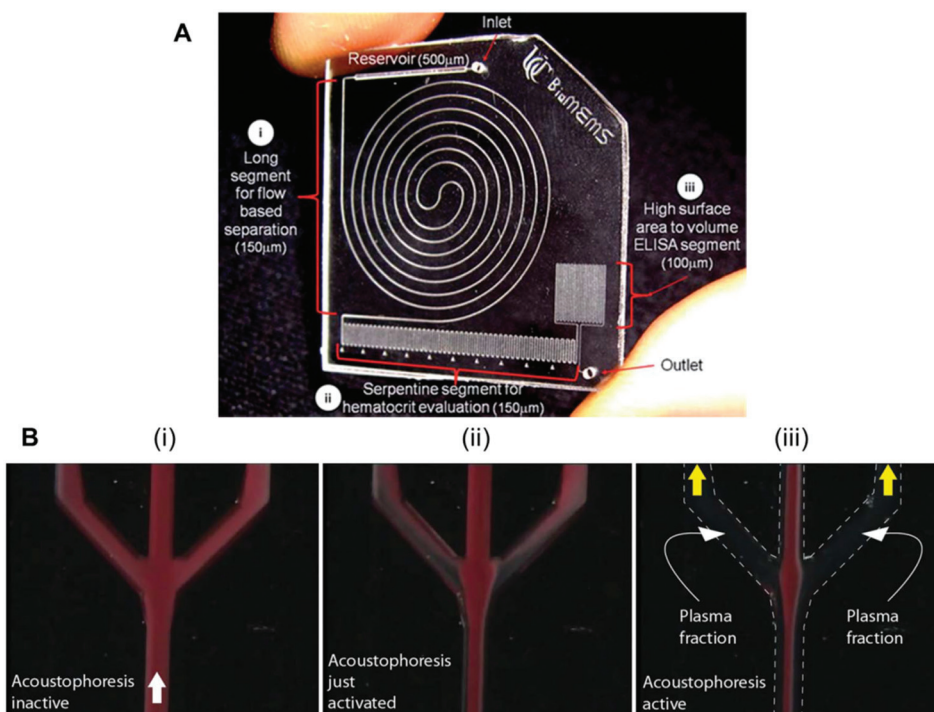 A
Inlet
Reservoir (500µm)
UC BioMEMS
i
Long
segment
for flow
based
separation
(150µm)
iii
High surface
area to volume
ELISA segment
(100µm)
Outlet
ii
Serpentine segment for
hematocrit evaluation (150µm)
B
(i)
(ii)
(iii)
Acoustophoresis
inactive
Acoustophoresis
just
activated
Plasma
fraction
Plasma
fraction
Acoustophoresis
active